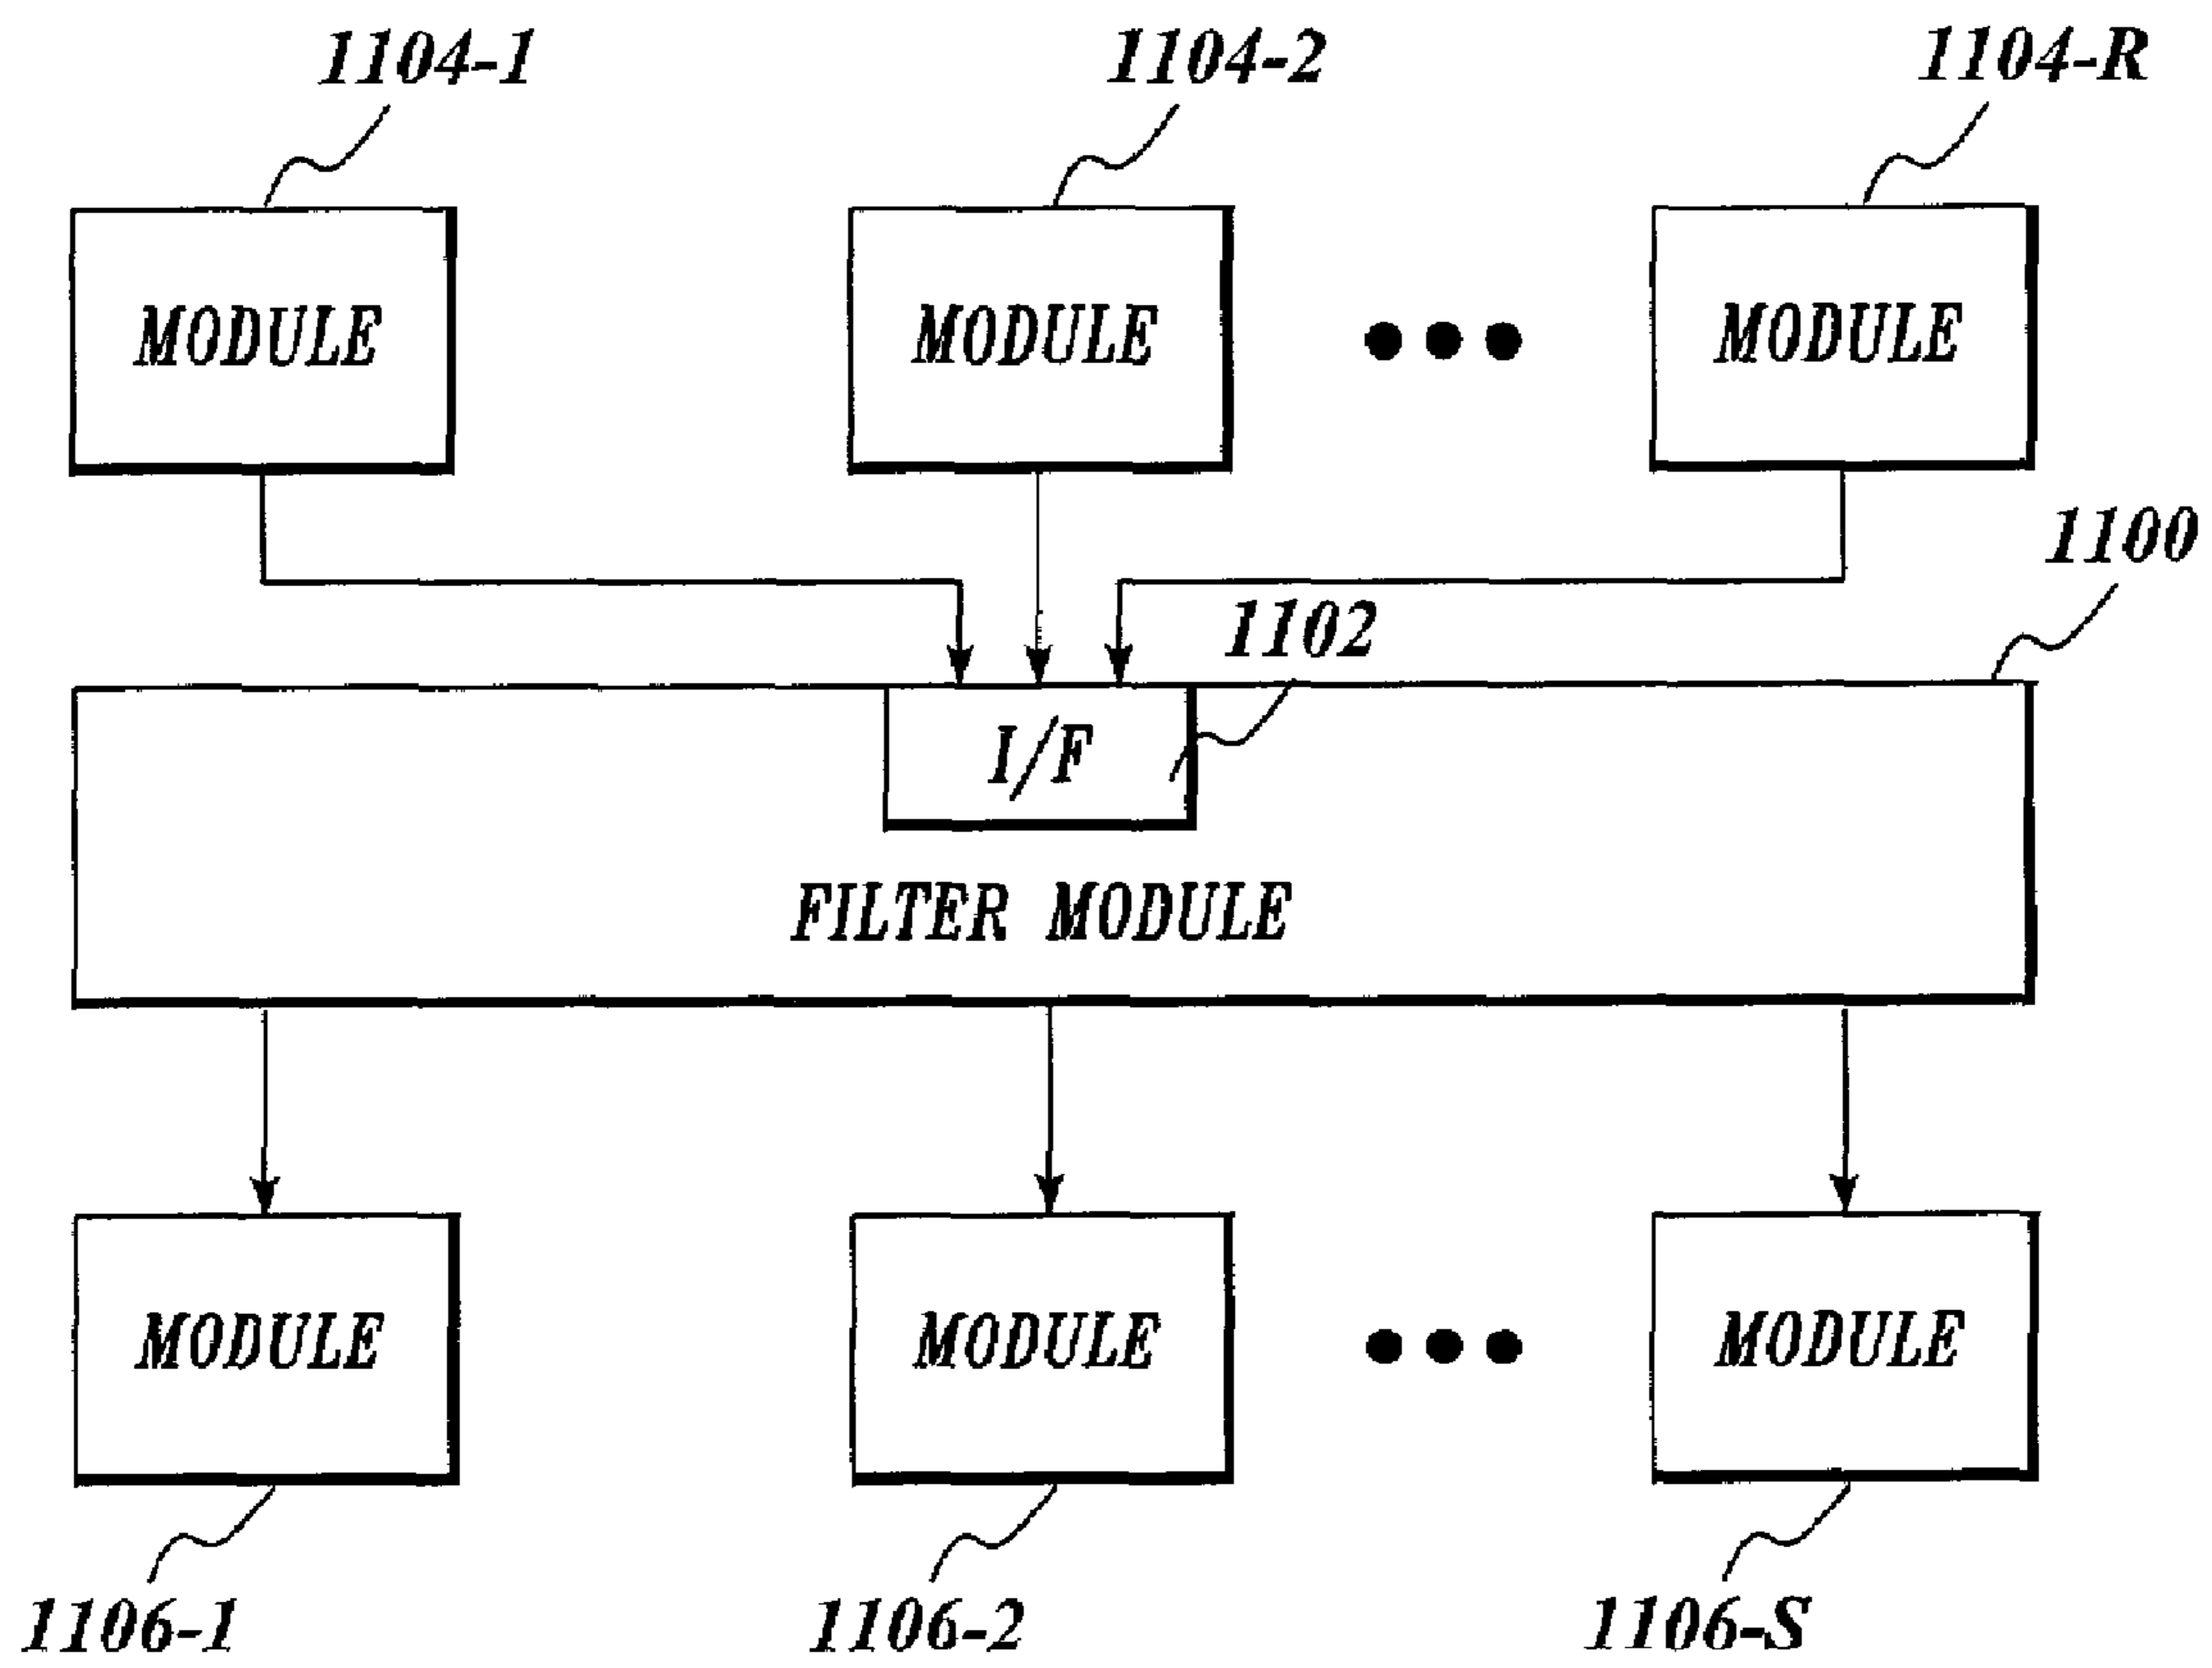 1104-1 1104-2 1104-R
MODULE MODULE MODULE
1100
1102
I/F
FILTER MODULE
MODULE MODULE MODULE
1106-1 1106-2 1106-S